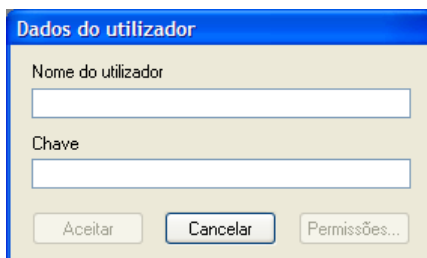 Dados do utilizador
Nome do utilizador
Chave
Aceitar Cancelar Permissões...